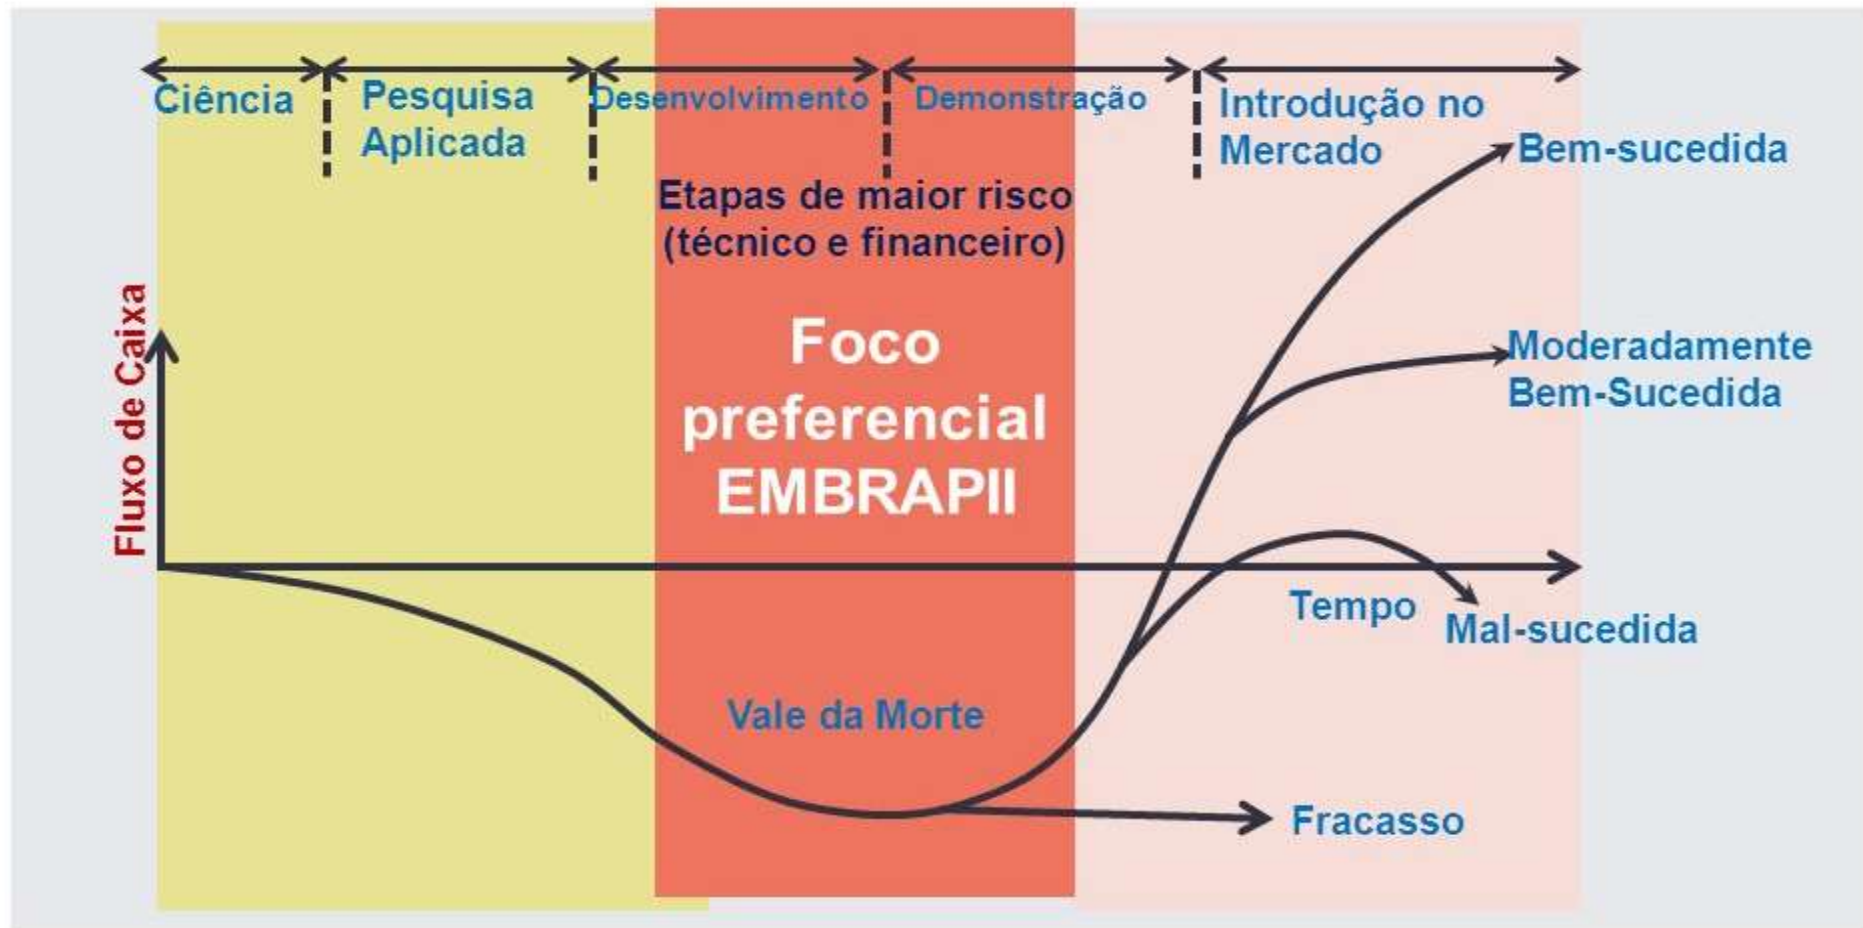 Ciência
Pesquisa
Aplicada
Desenvolvimento
Demonstração
Introdução no
Mercado
Bem-sucedida
Etapas de maior risco
(técnico e financeiro)
Fluxo de Caixa
Foco
preferencial
EMBRAPII
Moderadamente
Bem-Sucedida
Tempo
Mal-sucedida
Vale da Morte
Fracasso